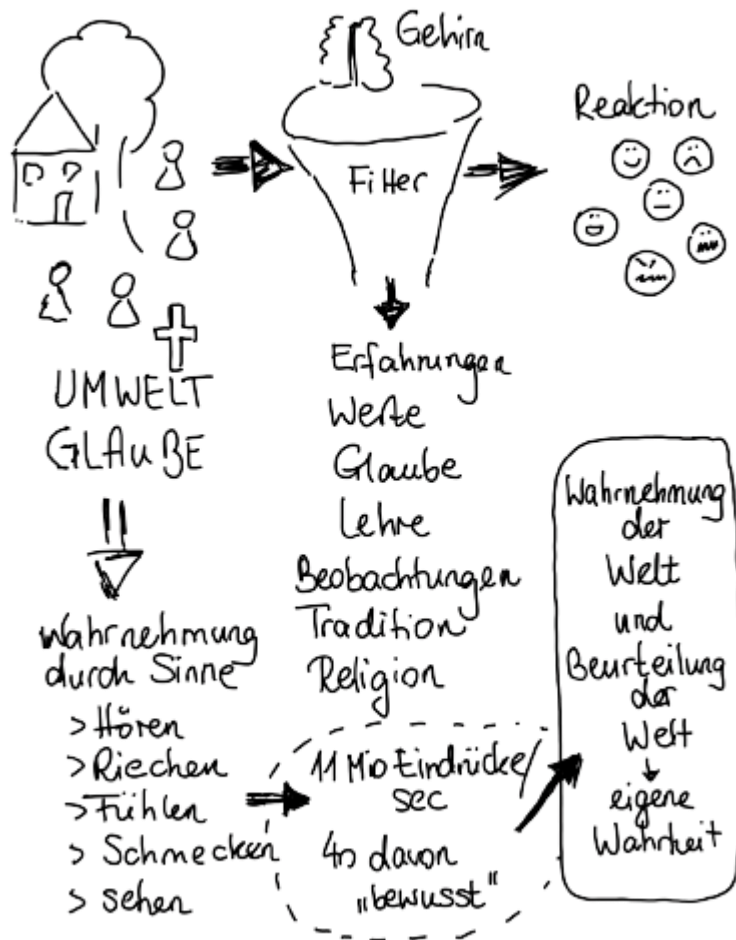 Gehirn
Filter
Reaktion
UMWELT
GLAUBE
Wahrnehmung
durch Sinne
> Hören
> Riechen
> Fühlen
> Schmecken
> sehen
Erfahrungen
Werte
Glaube
Lehre
Beobachtungen
Tradition
Religion
11 Mio Eindrücke/
sec
40 davon
„bewusst"
Wahrnehmung
der
Welt
und
Beurteilung
der
Welt
eigene
Wahrheit